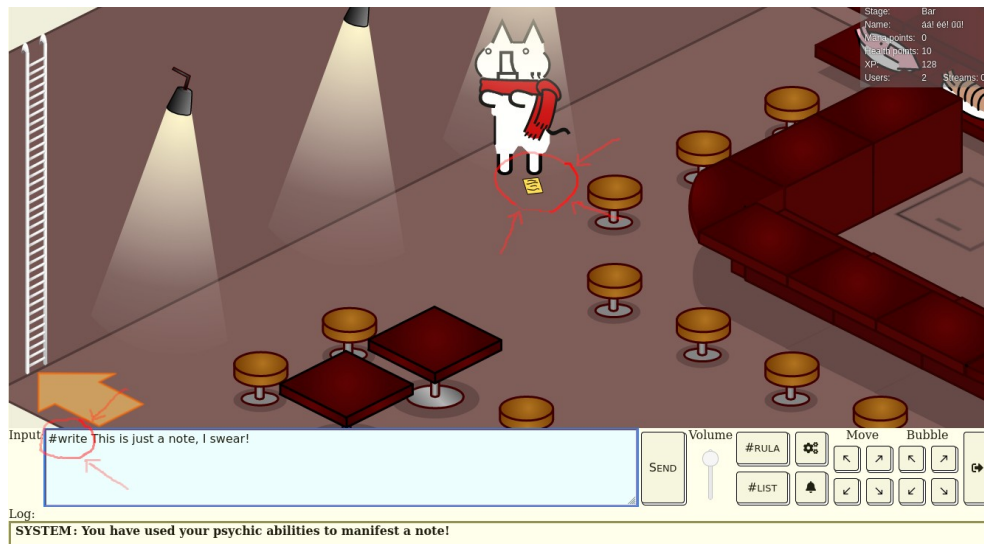 Stage: Bar
Name: áá! éé! űű!
Mana points: 0
Health points: 10
XP: 128
Users: 2 Streams: 0
Input
#write This is just a note, I swear!
SEND
Volume
#RULA
#LIST
Move
Bubble
Log:
SYSTEM: You have used your psychic abilities to manifest a note!